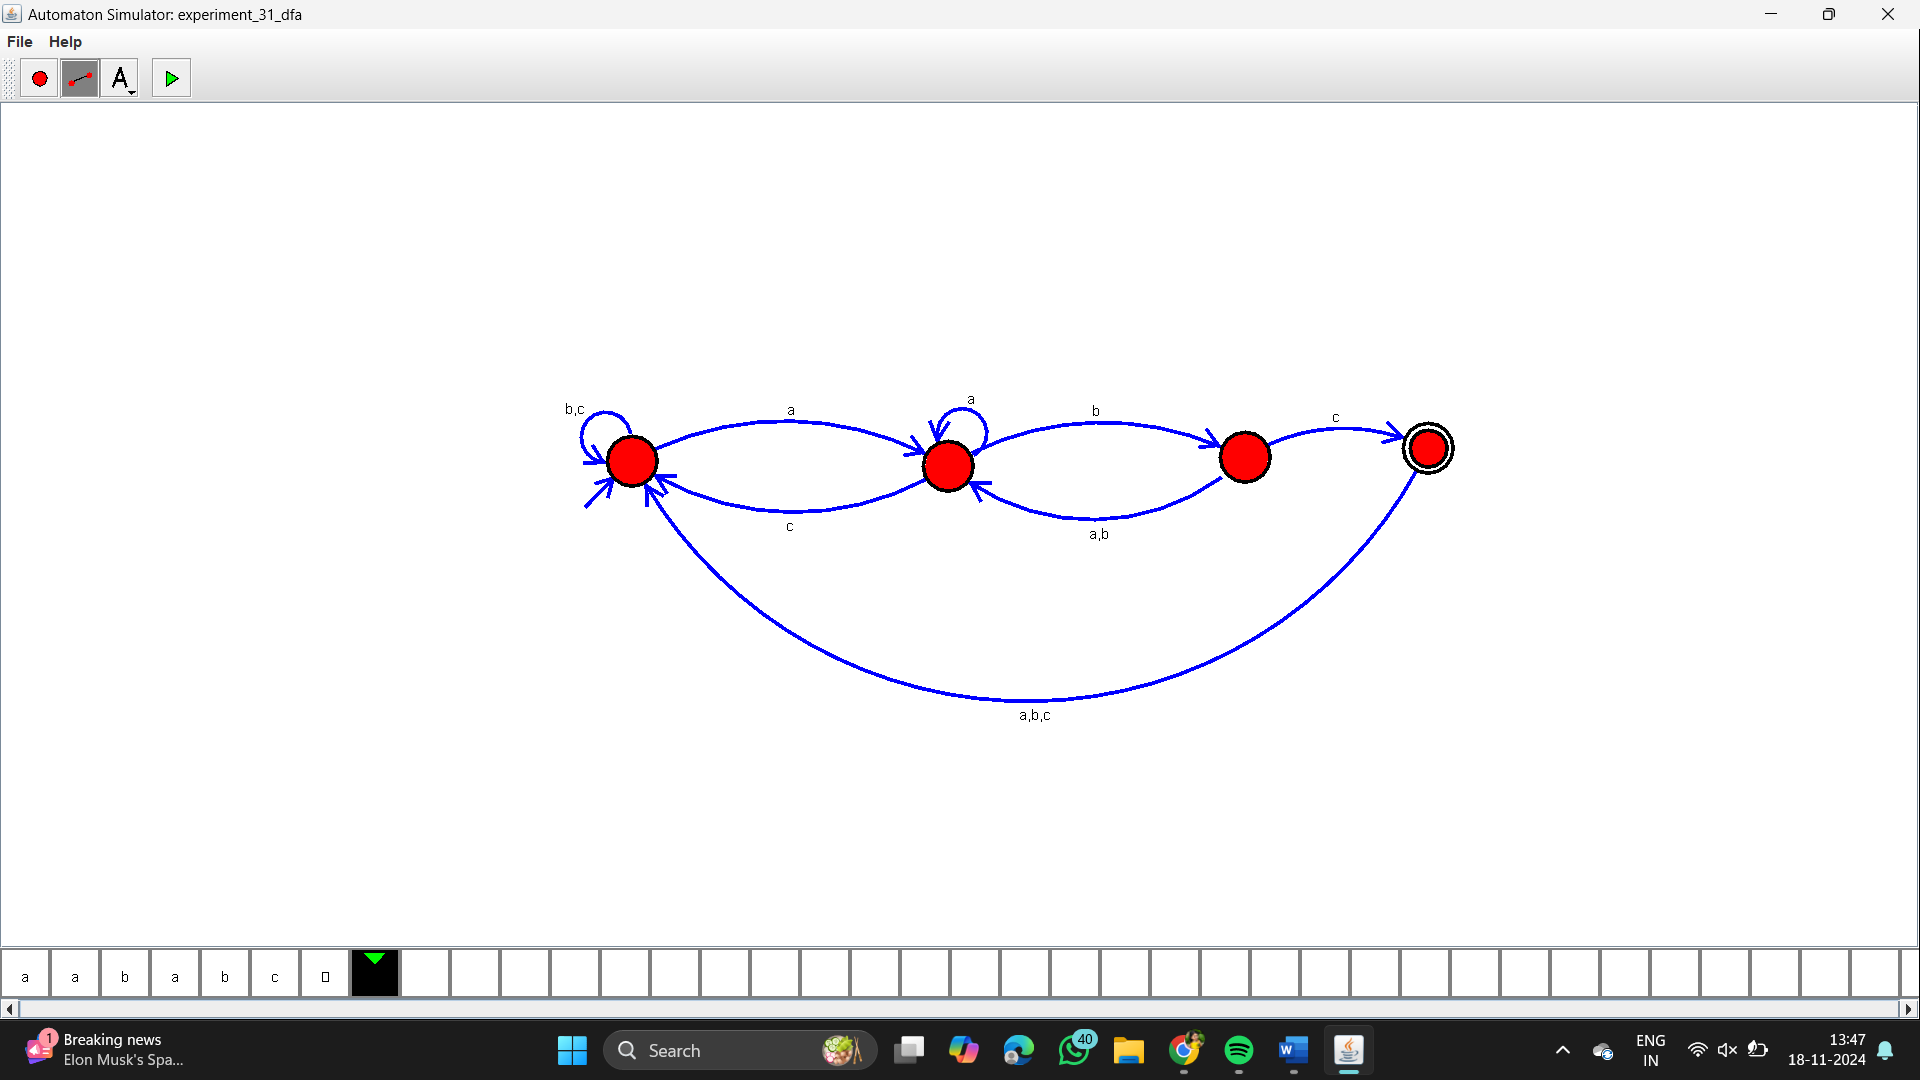 Automaton Simulator: experiment_31_dfa
File Help
A
a
b,c
a
b
c
c
a,b
a,b,c
a a b a b c
1
Breaking news
Elon Musk's Spa...
Search
40
W
ENG
IN
13:47
18-11-2024